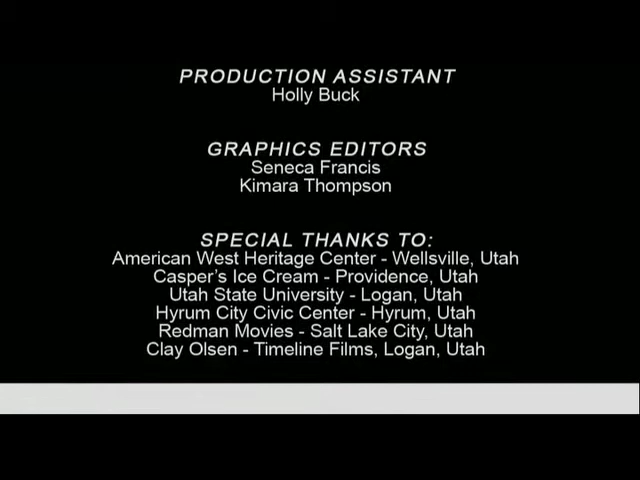 PRODUCTION ASSISTANT
Holly Buck
GRAPHICS EDITORS
Seneca Francis
Kimara Thompson
SPECIAL THANKS TO:
American West Heritage Center - Wellsville, Utah
Casper's Ice Cream - Providence, Utah
Utah State University - Logan, Utah
Hyrum City Civic Center - Hyrum, Utah
Redman Movies - Salt Lake City, Utah
Clay Olsen - Timeline Films, Logan, Utah